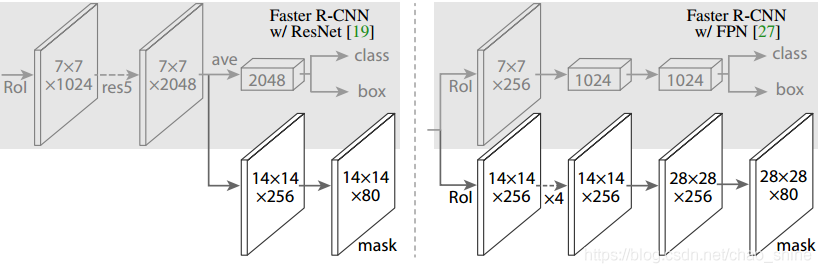 Faster R-CNN
w/ ResNet [19]
RoI
7×7
×1024
res5
7×7
×2048
ave
2048
class
box
14×14
×256
14×14
×80
mask
Faster R-CNN
w/ FPN [27]
RoI
7×7
×256
1024
1024
class
box
RoI
14×14
×256
×4
14×14
×256
28×28
×256
28×28
×80
mask
https://blog.csdn.net/chao_shine